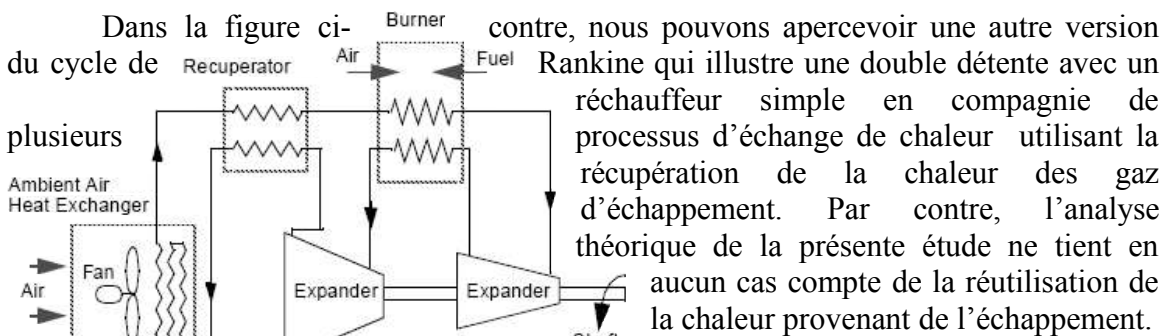 Dans la figure ci- contre, nous pouvons apercevoir une autre version
du cycle de Rankine qui illustre une double détente avec un
réchauffeur simple en compagnie de
plusieurs processus d'échange de chaleur utilisant la
récupération de la chaleur des gaz
d'échappement. Par contre, l'analyse
théorique de la présente étude ne tient en
aucun cas compte de la réutilisation de
la chaleur provenant de l'échappement.
Burner
Air
Fuel
Recuperator
Ambient Air
Heat Exchanger
Fan
Air
Expander
Expander